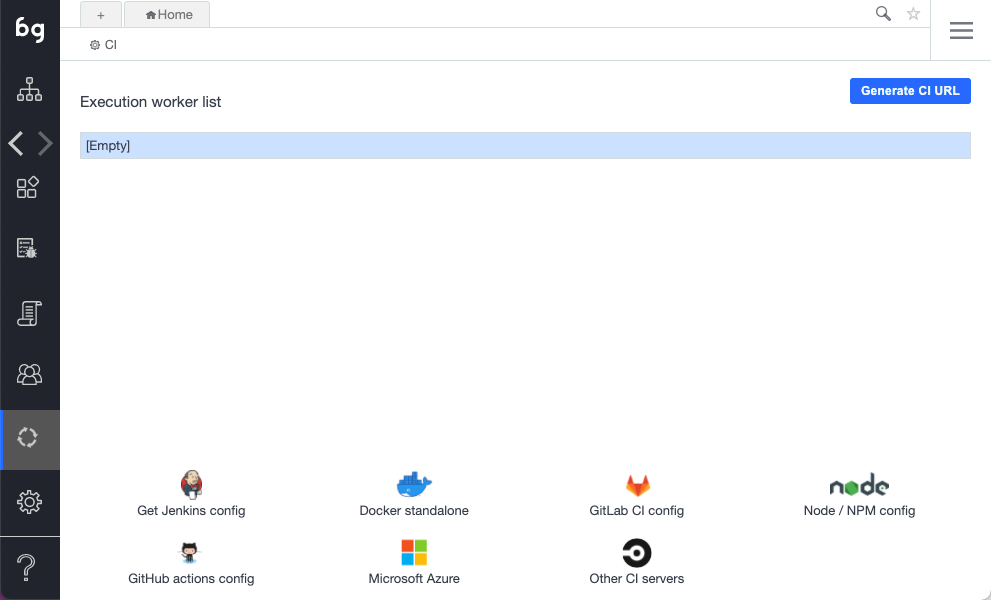 bg
+
Home
CI
Execution worker list
Generate CI URL
[Empty]
Get Jenkins config
Docker standalone
GitLab CI config
node
Node / NPM config
GitHub actions config
Microsoft Azure
Other CI servers
?